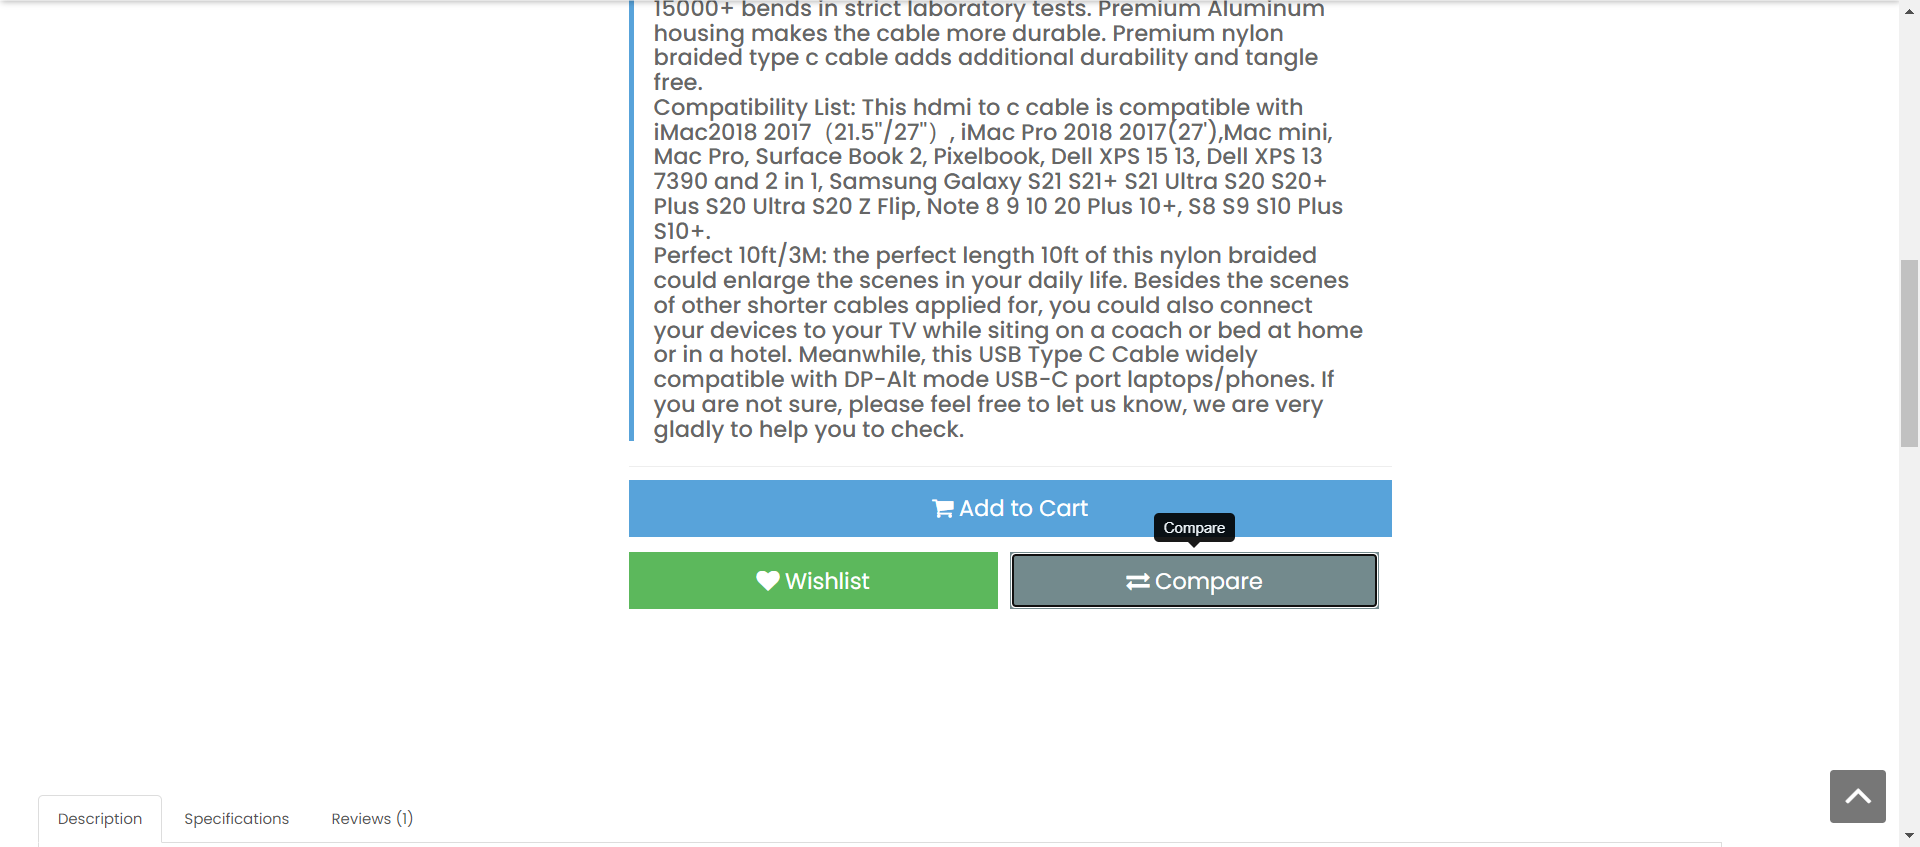 15000+ bends in strict laboratory tests. Premium Aluminum
housing makes the cable more durable. Premium nylon
braided type c cable adds additional durability and tangle
free.
Compatibility List: This hdmi to c cable is compatible with
iMac2018 2017（21.5"/27"）, iMac Pro 2018 2017(27'),Mac mini,
Mac Pro, Surface Book 2, Pixelbook, Dell XPS 15 13, Dell XPS 13
7390 and 2 in 1, Samsung Galaxy S21 S21+ S21 Ultra S20 S20+
Plus S20 Ultra S20 Z Flip, Note 8 9 10 20 Plus 10+, S8 S9 S10 Plus
S10+.
Perfect 10ft/3M: the perfect length 10ft of this nylon braided
could enlarge the scenes in your daily life. Besides the scenes
of other shorter cables applied for, you could also connect
your devices to your TV while siting on a coach or bed at home
or in a hotel. Meanwhile, this USB Type C Cable widely
compatible with DP-Alt mode USB-C port laptops/phones. If
you are not sure, please feel free to let us know, we are very
gladly to help you to check.
Add to Cart
Compare
Wishlist
Compare
Description
Specifications
Reviews (1)